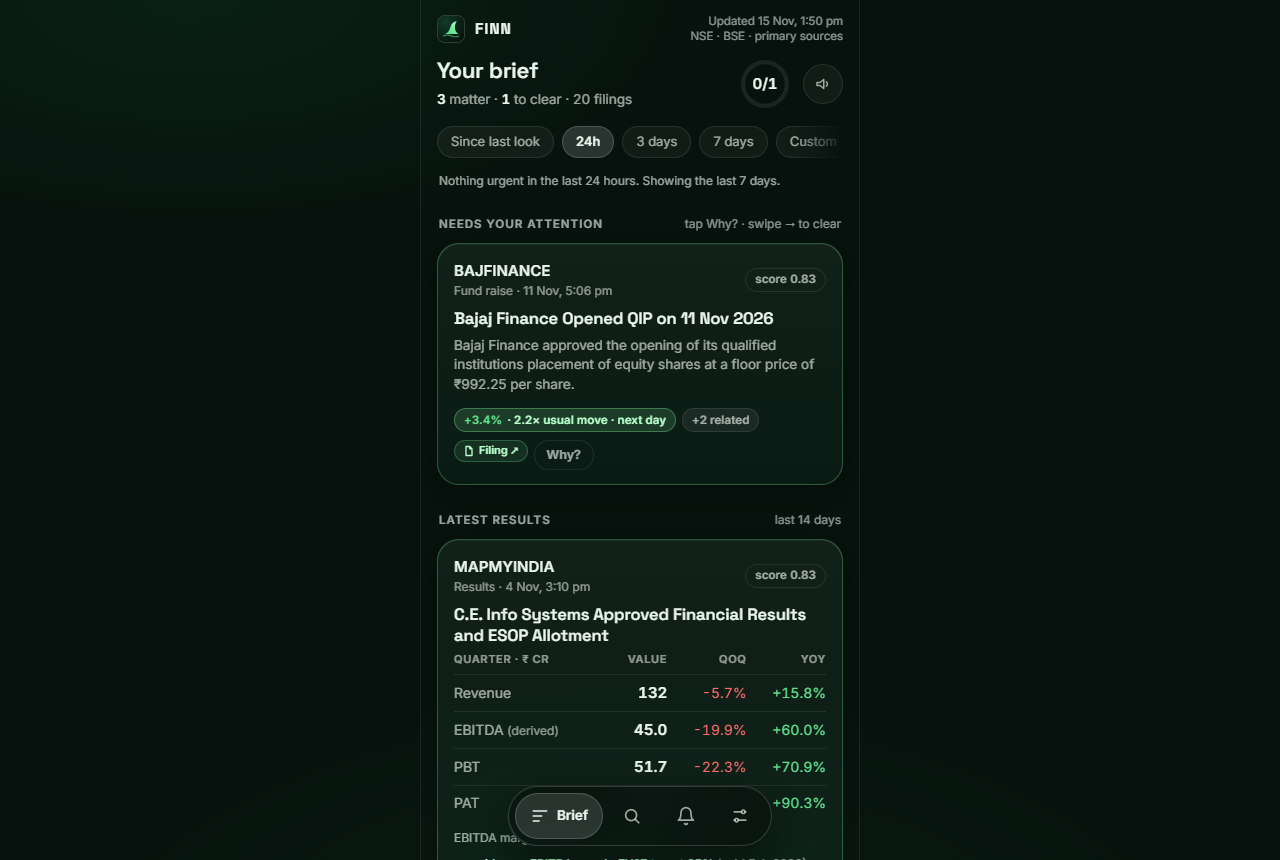 FINN
Updated 15 Nov, 1:50 pm
NSE · BSE · primary sources
Your brief
3 matter · 1 to clear · 20 filings
0/1
Since last look 24h 3 days 7 days Custom
Nothing urgent in the last 24 hours. Showing the last 7 days.
NEEDS YOUR ATTENTION tap Why? · swipe → to clear
BAJFINANCE
Fund raise · 11 Nov, 5:06 pm
score 0.83
Bajaj Finance Opened QIP on 11 Nov 2026
Bajaj Finance approved the opening of its qualified
institutions placement of equity shares at a floor price of
₹992.25 per share.
+3.4% · 2.2× usual move · next day +2 related
Filing ↗ Why?
LATEST RESULTS last 14 days
MAPMYINDIA
Results · 4 Nov, 3:10 pm
score 0.83
C.E. Info Systems Approved Financial Results
and ESOP Allotment
QUARTER · ₹ CR VALUE QOQ YOY
Revenue 132 -5.7% +15.8%
EBITDA (derived) 45.0 -19.9% +60.0%
PBT 51.7 -22.3% +70.9%
PAT +90.3%
Brief
EBITDA